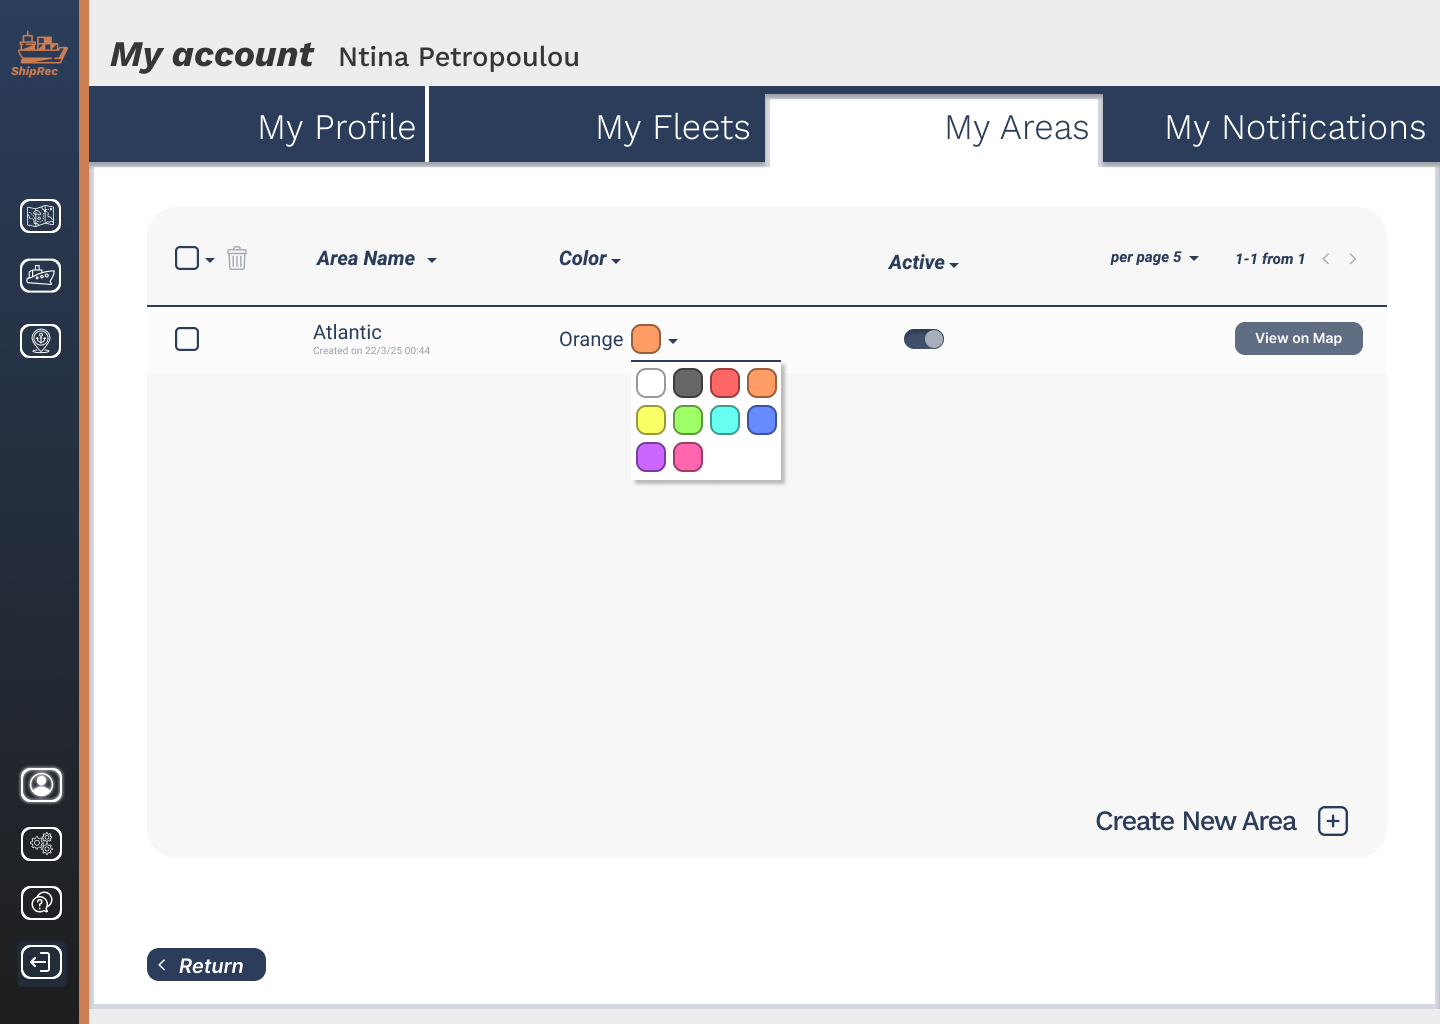 ShipRec
My account Ntina Petropoulou
My Profile
My Fleets
My Areas
My Notifications
Area Name
Color
Active
per page 5
1-1 from 1
Atlantic
Created on 22/3/25 00:44
Orange
View on Map
Create New Area
Return